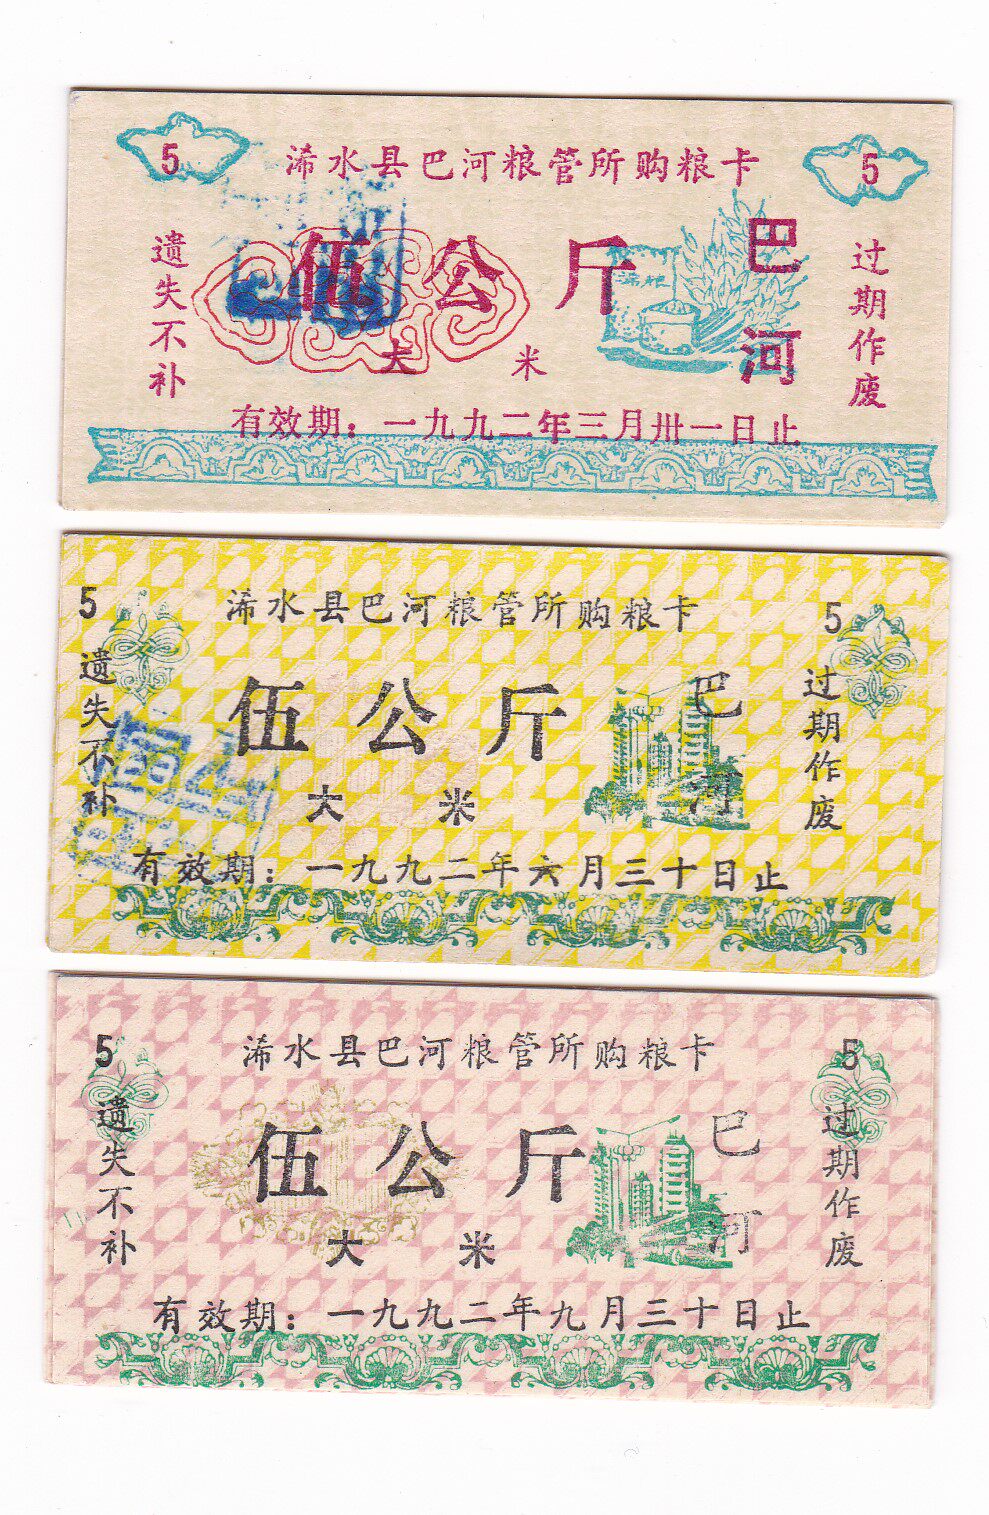 5
浠水县巴河粮管所购粮卡
5
遗失不补
伍公斤
大米
巴河
过期作废
有效期：一九九二年三月卅一日止
5
浠水县巴河粮管所购粮卡
5
遗失不补
伍公斤
大米
巴河
过期作废
有效期：一九九二年六月三十日止
5
浠水县巴河粮管所购粮卡
5
遗失不补
伍公斤
大米
巴河
过期作废
有效期：一九九二年九月三十日止